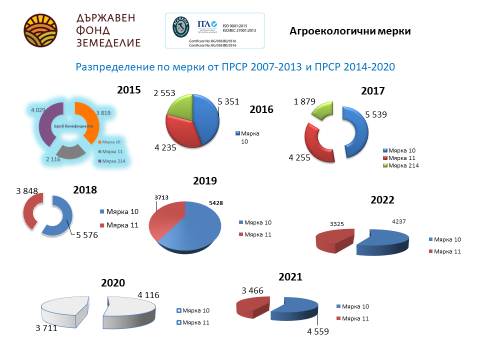 ДЪРЖАВЕН
ФОНД
ЗЕМЕДЕЛИЕ
ISO 9001:2015
Агроекологични мерки
Разпределение по мерки от ПРСР 2007-2013 и ПРСР 2014-2020
2015
4 029
3 819
2 116
Мярка 10
Мярка 11
Мярка 214
2016
2 553
5 351
4 235
Мярка
10
2017
1 879
5 539
4 255
Мярка 10
Мярка 11
Мярка 214
2018
3 848
5 576
Мярка 10
Мярка 11
2019
3713
5428
Мярка 10
Мярка 11
2022
3325
4237
Мярка 10
Мярка 11
2020
4 116
3 711
Мярка 10
Мярка 11
2021
3 466
4 559
Мярка 10
Мярка 11